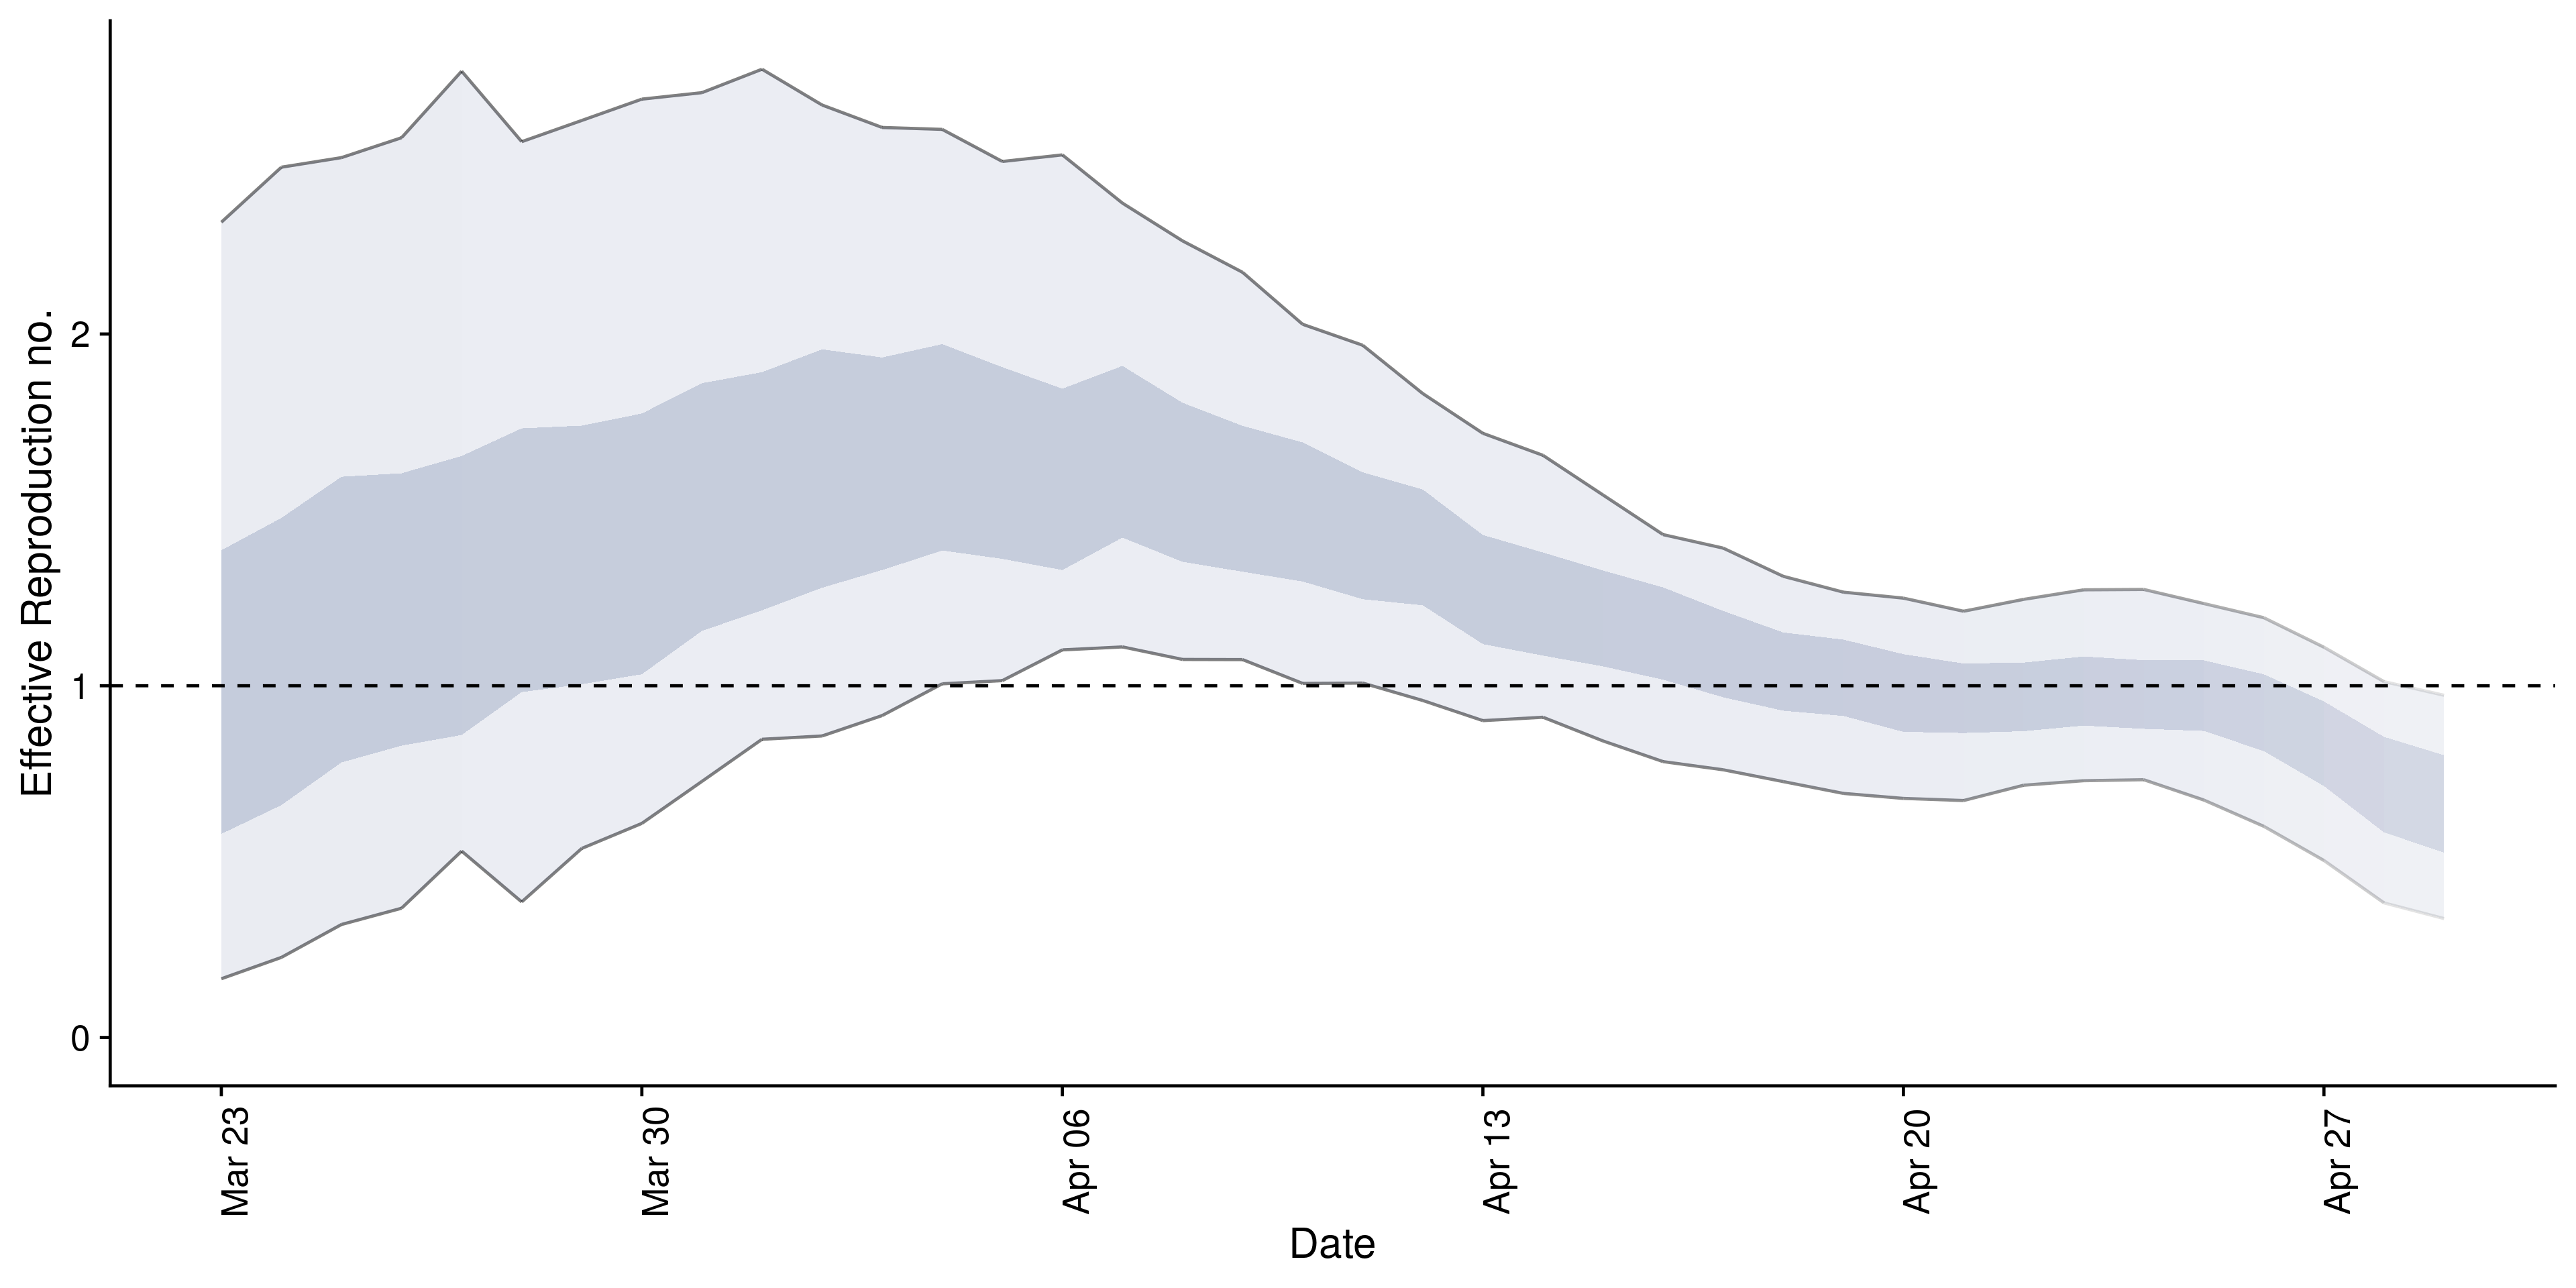 Effective Reproduction no.
2
1
0
Mar 23
Mar 30
Apr 06
Apr 13
Apr 20
Apr 27
Date